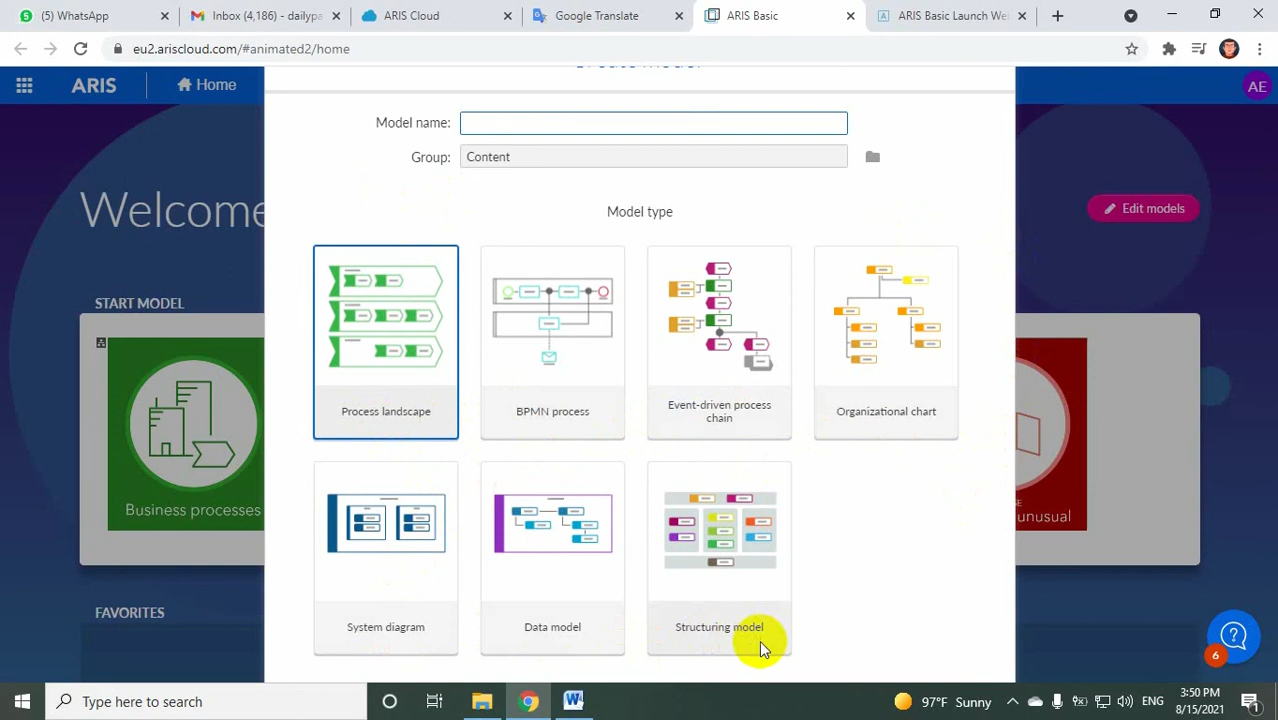 (5) WhatsApp
Inbox (4,186) - dailypa
ARIS Cloud
Google Translate
ARIS Basic
ARIS Basic Launch Web
eu2.ariscloud.com/#animated2/home
ARIS
Home
AE
Model name:
Group:
Content
Welcome
Model type
Edit models
START MODEL
Process landscape
BPMN process
Event-driven process
chain
Organizational chart
Business processes
unusual
System diagram
Data model
Structuring model
FAVORITES
6
Type here to search
97°F Sunny
ENG
3:50 PM
8/15/2021
1